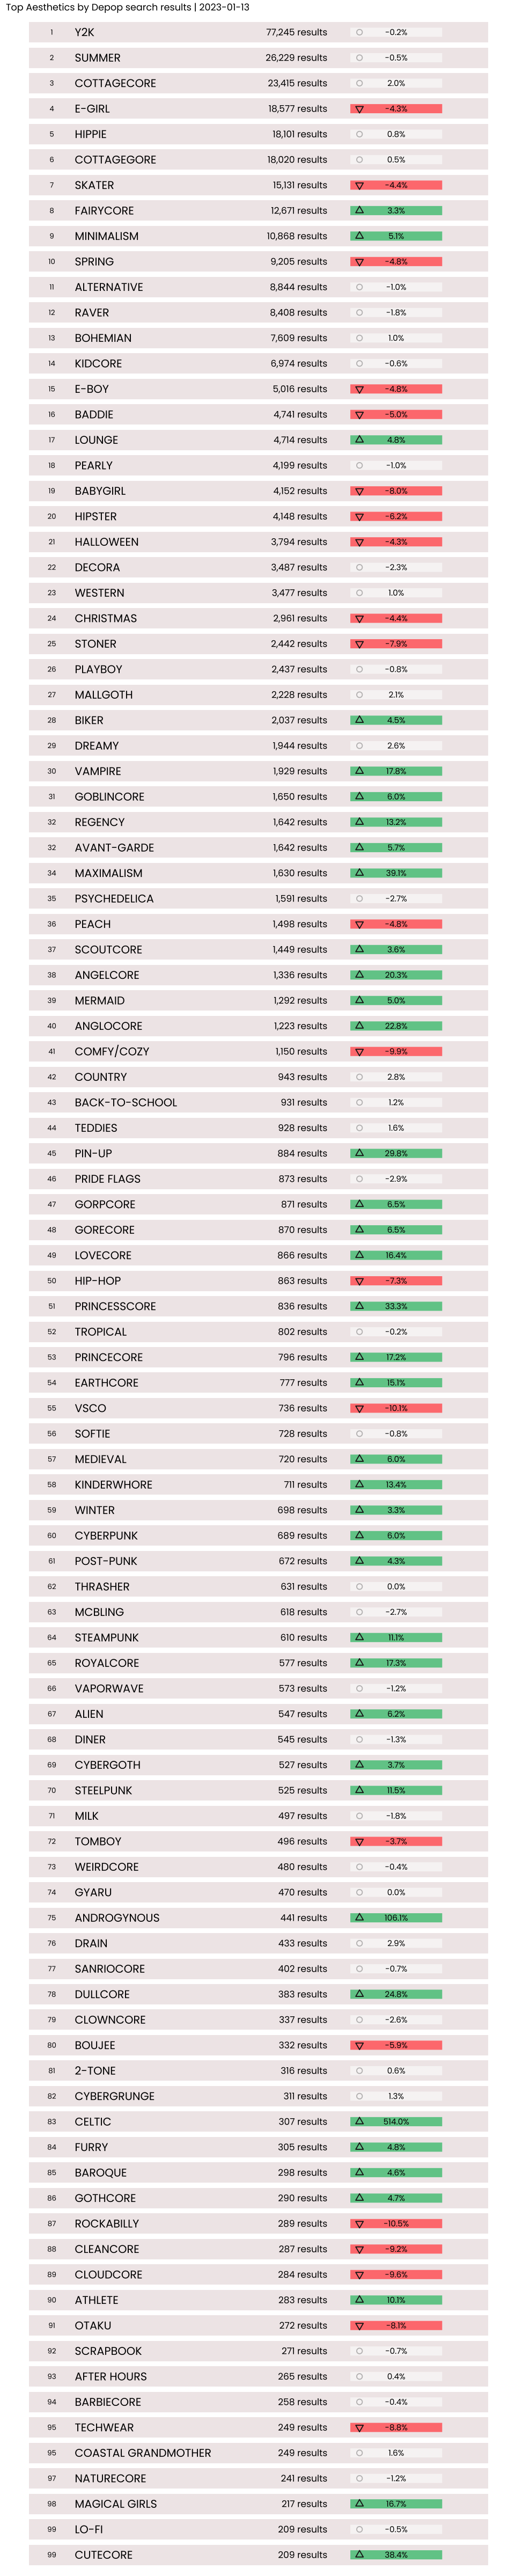 Top Aesthetics by Depop search results | 2023-01-13
1 Y2K 77,245 results -0.2%
2 SUMMER 26,229 results -0.5%
3 COTTAGECORE 23,415 results 2.0%
4 E-GIRL 18,577 results -4.3%
5 HIPPIE 18,101 results 0.8%
6 COTTAGEGORE 18,020 results 0.5%
7 SKATER 15,131 results -4.4%
8 FAIRYCORE 12,671 results 3.3%
9 MINIMALISM 10,868 results 5.1%
10 SPRING 9,205 results -4.8%
11 ALTERNATIVE 8,844 results -1.0%
12 RAVER 8,408 results -1.8%
13 BOHEMIAN 7,609 results 1.0%
14 KIDCORE 6,974 results -0.6%
15 E-BOY 5,016 results -4.8%
16 BADDIE 4,741 results -5.0%
17 LOUNGE 4,714 results 4.8%
18 PEARLY 4,199 results -1.0%
19 BABYGIRL 4,152 results -8.0%
20 HIPSTER 4,148 results -6.2%
21 HALLOWEEN 3,794 results -4.3%
22 DECORA 3,487 results -2.3%
23 WESTERN 3,477 results 1.0%
24 CHRISTMAS 2,961 results -4.4%
25 STONER 2,442 results -7.9%
26 PLAYBOY 2,437 results -0.8%
27 MALLGOTH 2,228 results 2.1%
28 BIKER 2,037 results 4.5%
29 DREAMY 1,944 results 2.6%
30 VAMPIRE 1,929 results 17.8%
31 GOBLINCORE 1,650 results 6.0%
32 REGENCY 1,642 results 13.2%
32 AVANT-GARDE 1,642 results 5.7%
34 MAXIMALISM 1,630 results 39.1%
35 PSYCHEDELICA 1,591 results -2.7%
36 PEACH 1,498 results -4.8%
37 SCOUTCORE 1,449 results 3.6%
38 ANGELCORE 1,336 results 20.3%
39 MERMAID 1,292 results 5.0%
40 ANGLOCORE 1,223 results 22.8%
41 COMFY/COZY 1,150 results -9.9%
42 COUNTRY 943 results 2.8%
43 BACK-TO-SCHOOL 931 results 1.2%
44 TEDDIES 928 results 1.6%
45 PIN-UP 884 results 29.8%
46 PRIDE FLAGS 873 results -2.9%
47 GORPCORE 871 results 6.5%
48 GORECORE 870 results 6.5%
49 LOVECORE 866 results 16.4%
50 HIP-HOP 863 results -7.3%
51 PRINCESSCORE 836 results 33.3%
52 TROPICAL 802 results -0.2%
53 PRINCECORE 796 results 17.2%
54 EARTHCORE 777 results 15.1%
55 VSCO 736 results -10.1%
56 SOFTIE 728 results -0.8%
57 MEDIEVAL 720 results 6.0%
58 KINDERWHORE 711 results 13.4%
59 WINTER 698 results 3.3%
60 CYBERPUNK 689 results 6.0%
61 POST-PUNK 672 results 4.3%
62 THRASHER 631 results 0.0%
63 MCBLING 618 results -2.7%
64 STEAMPUNK 610 results 11.1%
65 ROYALCORE 577 results 17.3%
66 VAPORWAVE 573 results -1.2%
67 ALIEN 547 results 6.2%
68 DINER 545 results -1.3%
69 CYBERGOTH 527 results 3.7%
70 STEELPUNK 525 results 11.5%
71 MILK 497 results -1.8%
72 TOMBOY 496 results -3.7%
73 WEIRDCORE 480 results -0.4%
74 GYARU 470 results 0.0%
75 ANDROGYNOUS 441 results 106.1%
76 DRAIN 433 results 2.9%
77 SANRIOCORE 402 results -0.7%
78 DULLCORE 383 results 24.8%
79 CLOWNCORE 337 results -2.6%
80 BOUJEE 332 results -5.9%
81 2-TONE 316 results 0.6%
82 CYBERGRUNGE 311 results 1.3%
83 CELTIC 307 results 514.0%
84 FURRY 305 results 4.8%
85 BAROQUE 298 results 4.6%
86 GOTHCORE 290 results 4.7%
87 ROCKABILLY 289 results -10.5%
88 CLEANCORE 287 results -9.2%
89 CLOUDCORE 284 results -9.6%
90 ATHLETE 283 results 10.1%
91 OTAKU 272 results -8.1%
92 SCRAPBOOK 271 results -0.7%
93 AFTER HOURS 265 results 0.4%
94 BARBIECORE 258 results -0.4%
95 TECHWEAR 249 results -8.8%
95 COASTAL GRANDMOTHER 249 results 1.6%
97 NATURECORE 241 results -1.2%
98 MAGICAL GIRLS 217 results 16.7%
99 LO-FI 209 results -0.5%
99 CUTECORE 209 results 38.4%